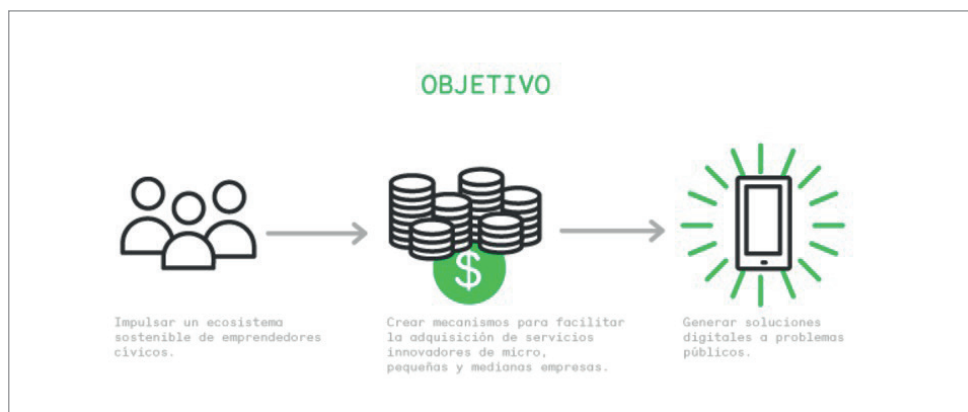 OBJETIVO
$
Impulsar un ecosistema
sostenible de emprendedores
cívicos.
Crear mecanismos para facilitar
la adquisición de servicios
innovadores de micro,
pequeñas y medianas empresas.
Generar soluciones
digitales a problemas
públicos.